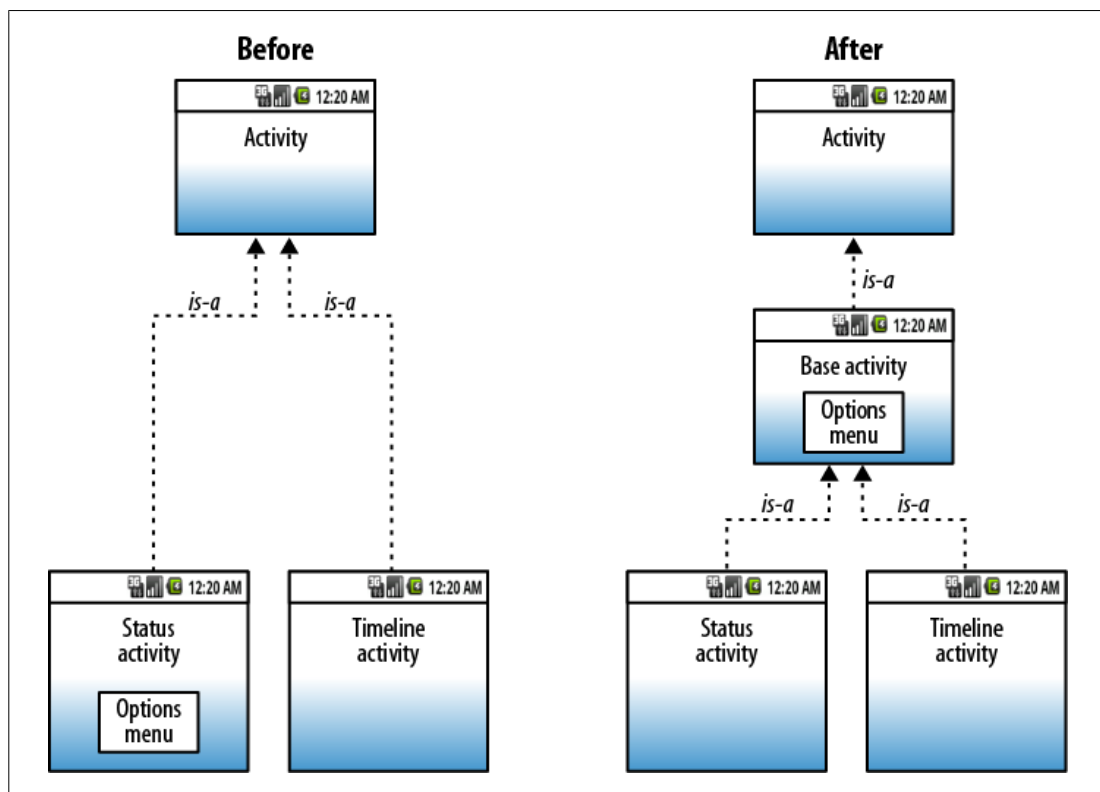 Before
12:20 AM
Activity
is-a
is-a
12:20 AM
Status
activity
Options
menu
12:20 AM
Timeline
activity
After
12:20 AM
Activity
is-a
12:20 AM
Base activity
Options
menu
is-a
is-a
12:20 AM
Status
activity
12:20 AM
Timeline
activity